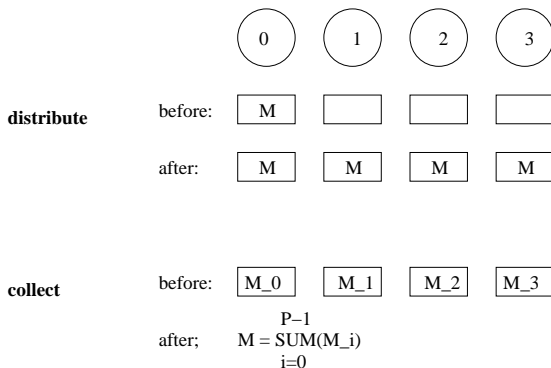 0 1 2 3
distribute before: M
after: M M M M
collect before: M_0 M_1 M_2 M_3
P−1
after; M = SUM(M_i)
i=0